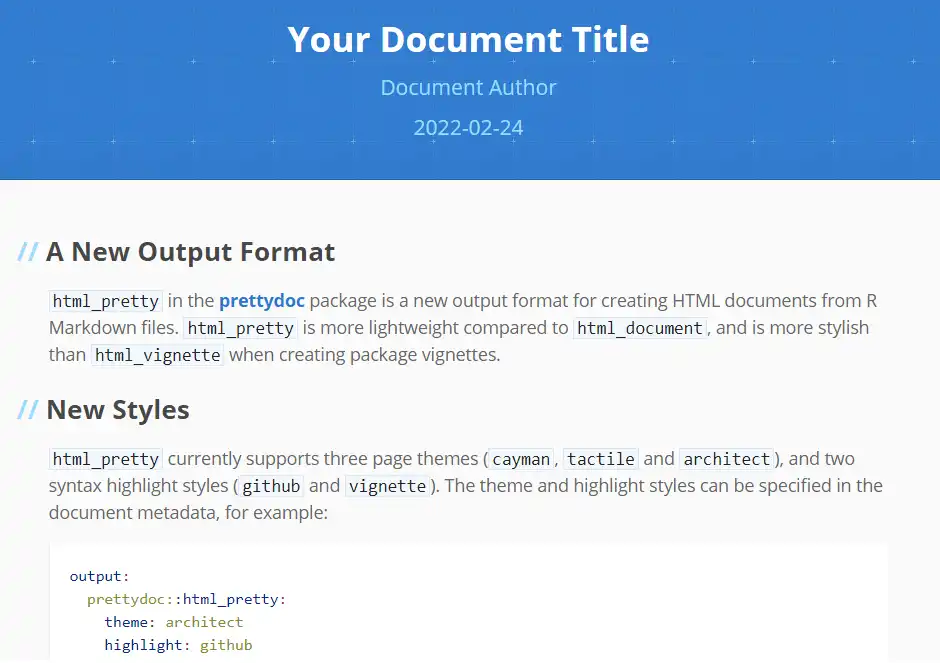 Your Document Title
Document Author
2022-02-24
// A New Output Format
html_pretty in the prettydoc package is a new output format for creating HTML documents from R
Markdown files. html_pretty is more lightweight compared to html_document, and is more stylish
than html_vignette when creating package vignettes.
// New Styles
html_pretty currently supports three page themes (cayman, tactile and architect), and two
syntax highlight styles (github and vignette). The theme and highlight styles can be specified in the
document metadata, for example:
output:
  prettydoc::html_pretty:
    theme: architect
    highlight: github